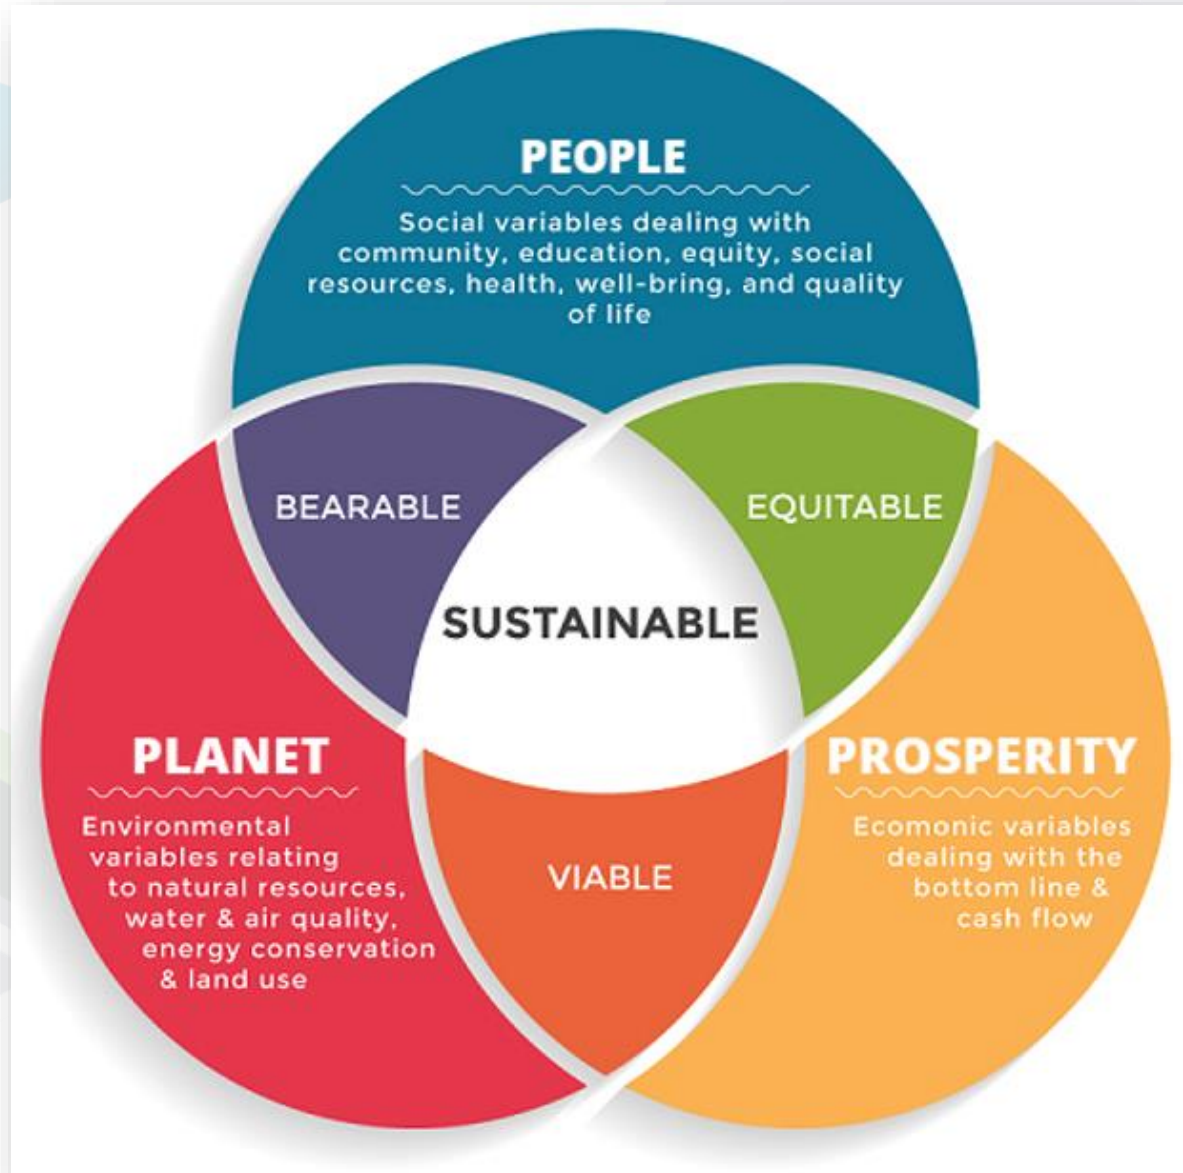 PEOPLE
Social variables dealing with
community, education, equity, social
resources, health, well-bring, and quality
of life
BEARABLE
EQUITABLE
SUSTAINABLE
PLANET
Environmental
variables relating
to natural resources,
water & air quality,
energy conservation
& land use
VIABLE
PROSPERITY
Ecomonic variables
dealing with the
bottom line &
cash flow